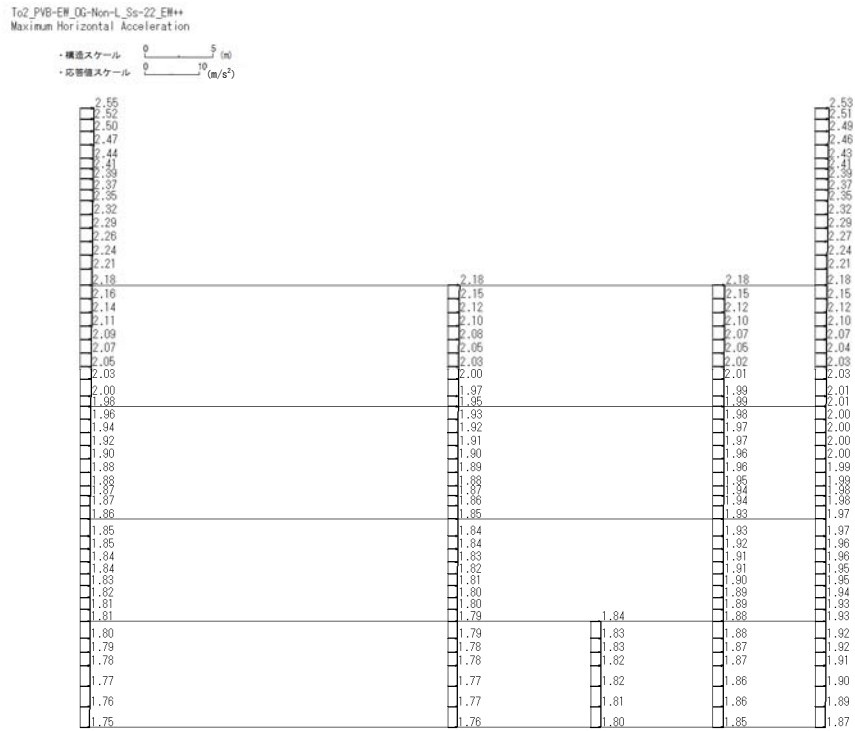 To2_PVB-EW_OG-Non-L_Ss-22_EW++
Maximum Horizontal Acceleration
・構造スケール 0 5 (m)
・応答値スケール 0 10 (m/s²)
2.55 2.53
2.52 2.51
2.50 2.49
2.47 2.46
2.44 2.43
2.41 2.41
2.39 2.39
2.37 2.37
2.35 2.35
2.32 2.32
2.29 2.29
2.26 2.27
2.24 2.24
2.21 2.21
2.18 2.18 2.18 2.18
2.16 2.15 2.15 2.15
2.14 2.12 2.12 2.12
2.11 2.10 2.10 2.10
2.09 2.08 2.07 2.07
2.07 2.05 2.05 2.04
2.05 2.03 2.02 2.03
2.03 2.00 2.01 2.03
2.00 1.97 1.99 2.01
1.98 1.95 1.99 2.01
1.96 1.93 1.98 2.00
1.94 1.92 1.97 2.00
1.92 1.91 1.97 2.00
1.90 1.90 1.96 2.00
1.88 1.89 1.96 1.99
1.88 1.88 1.95 1.99
1.87 1.87 1.94 1.98
1.87 1.86 1.94 1.98
1.86 1.85 1.93 1.97
1.85 1.84 1.93 1.97
1.85 1.84 1.92 1.96
1.84 1.83 1.91 1.96
1.84 1.82 1.91 1.95
1.83 1.81 1.90 1.95
1.82 1.80 1.89 1.94
1.81 1.80 1.89 1.93
1.81 1.79 1.84 1.88 1.93
1.80 1.79 1.83 1.88 1.92
1.79 1.78 1.83 1.87 1.92
1.78 1.78 1.82 1.87 1.91
1.77 1.77 1.82 1.86 1.90
1.76 1.77 1.81 1.86 1.89
1.75 1.76 1.80 1.85 1.87